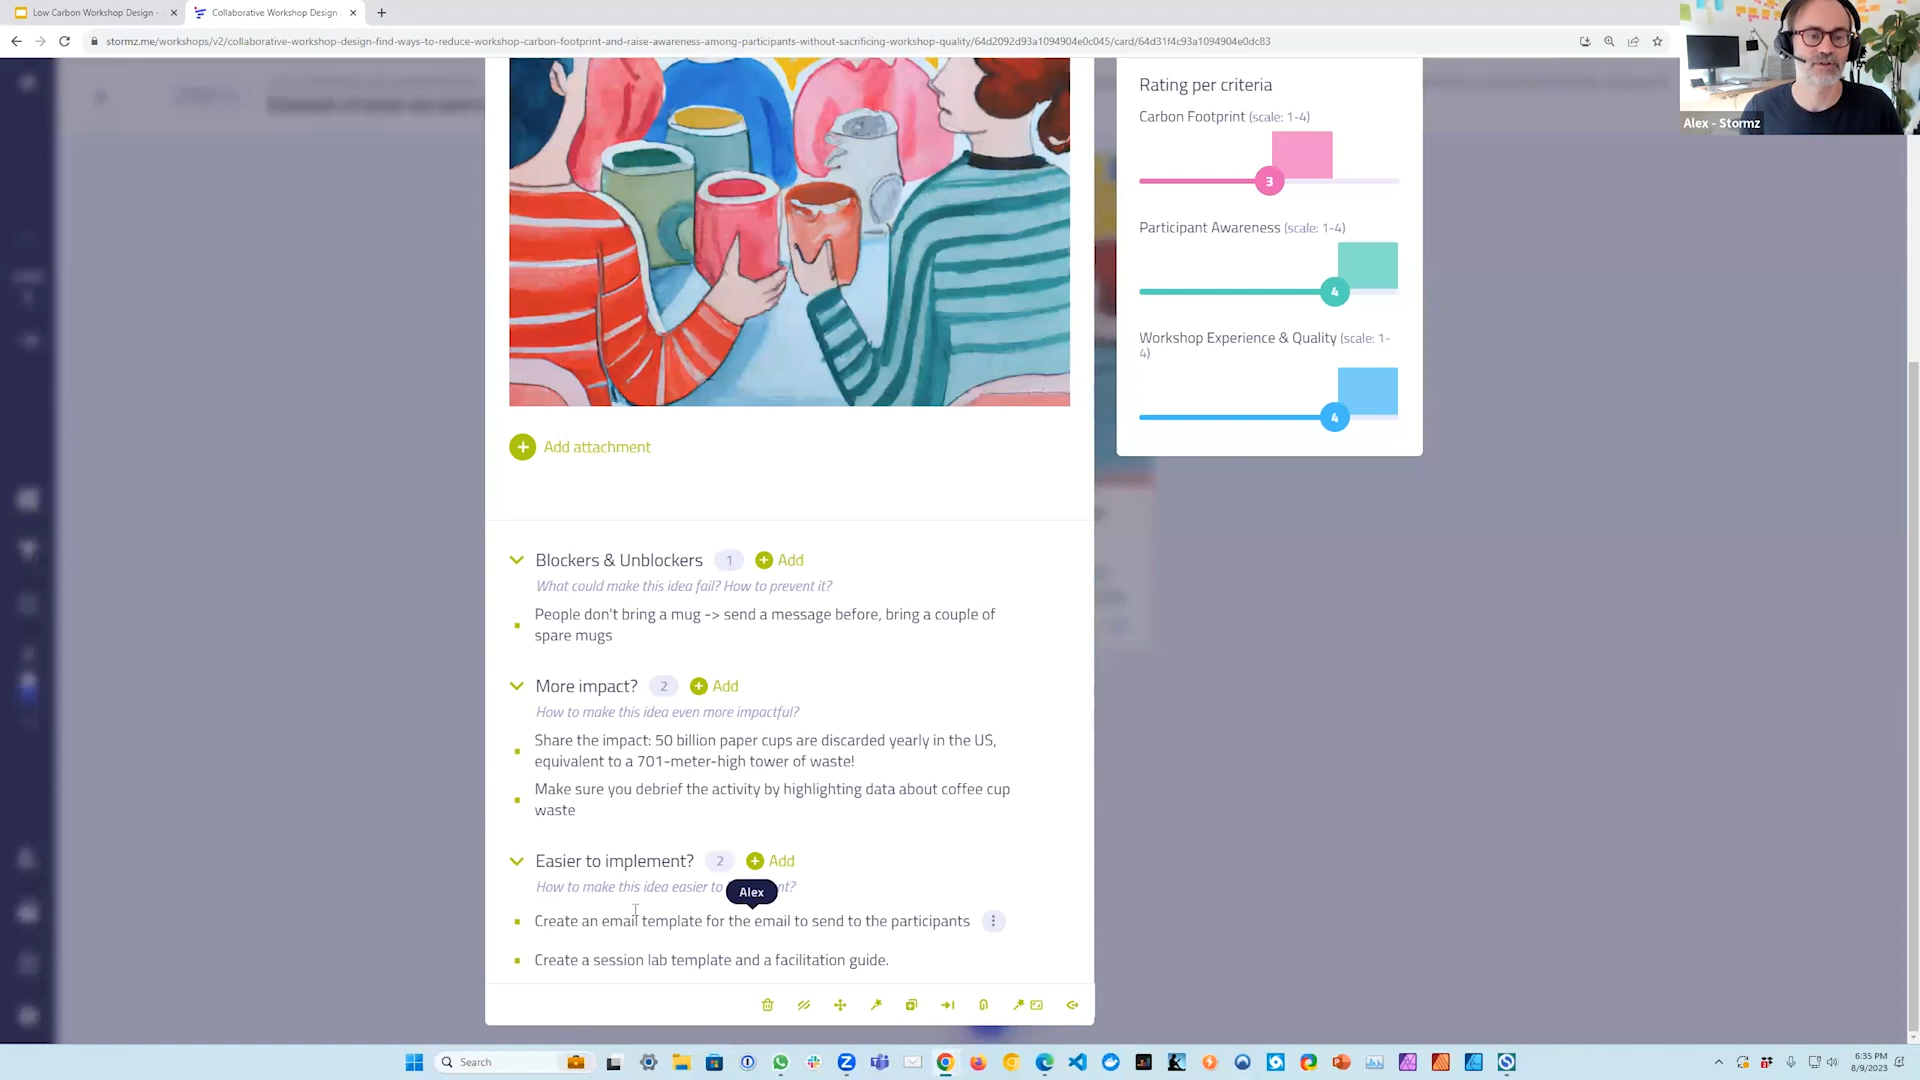 Low Carbon Workshop Design -
Collaborative Workshop Design
stormz.me/workshops/v2/collaborative-workshop-design-find-ways-to-reduce-workshop-carbon-footprint-and-raise-awareness-among-participants-without-sacrificing-workshop-quality/64d2092d93a1094904e0c045/card/64d31f4c93a1094904e0dc83
Alex - Stormz
Rating per criteria
Carbon Footprint (scale: 1-4)
3
Participant Awareness (scale: 1-4)
4
Workshop Experience & Quality (scale: 1-
4)
4
Add attachment
Blockers & Unblockers 1 Add
What could make this idea fail? How to prevent it?
People don't bring a mug -> send a message before, bring a couple of
spare mugs
More impact? 2 Add
How to make this idea even more impactful?
Share the impact: 50 billion paper cups are discarded yearly in the US,
equivalent to a 701-meter-high tower of waste!
Make sure you debrief the activity by highlighting data about coffee cup
waste
Easier to implement? 2 Add
How to make this idea easier to nt?
Alex
Create an email template for the email to send to the participants
Create a session lab template and a facilitation guide.
Search
6:35 PM
8/9/2023